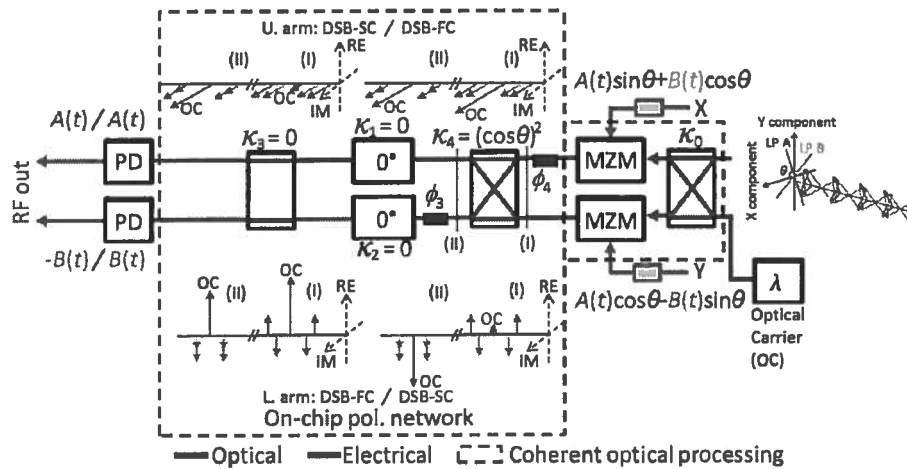 U. arm: DSB-SC / DSB-FC
(II) (I) RE (II) (I) RE
OC OC IM OC OC IM
A(t)sinθ+B(t)cosθ
X
A(t)/A(t)
κ₃ = 0
κ₁= 0
κ₄= (cosθ)²
κ₀
Y component
LP A LP B
θ
X component
PD 0° MZM
ϕ₄
RF out
ϕ₃
PD 0° MZM
(II) (I)
κ₂= 0
-B(t)/B(t)
Y
λ
A(t)cosθ-B(t)sinθ
OC RE RE
(II) (I) (II) (I)
OC
IM IM
OC
Optical
Carrier
(OC)
L. arm: DSB-FC / DSB-SC
On-chip pol. network
Optical Electrical Coherent optical processing